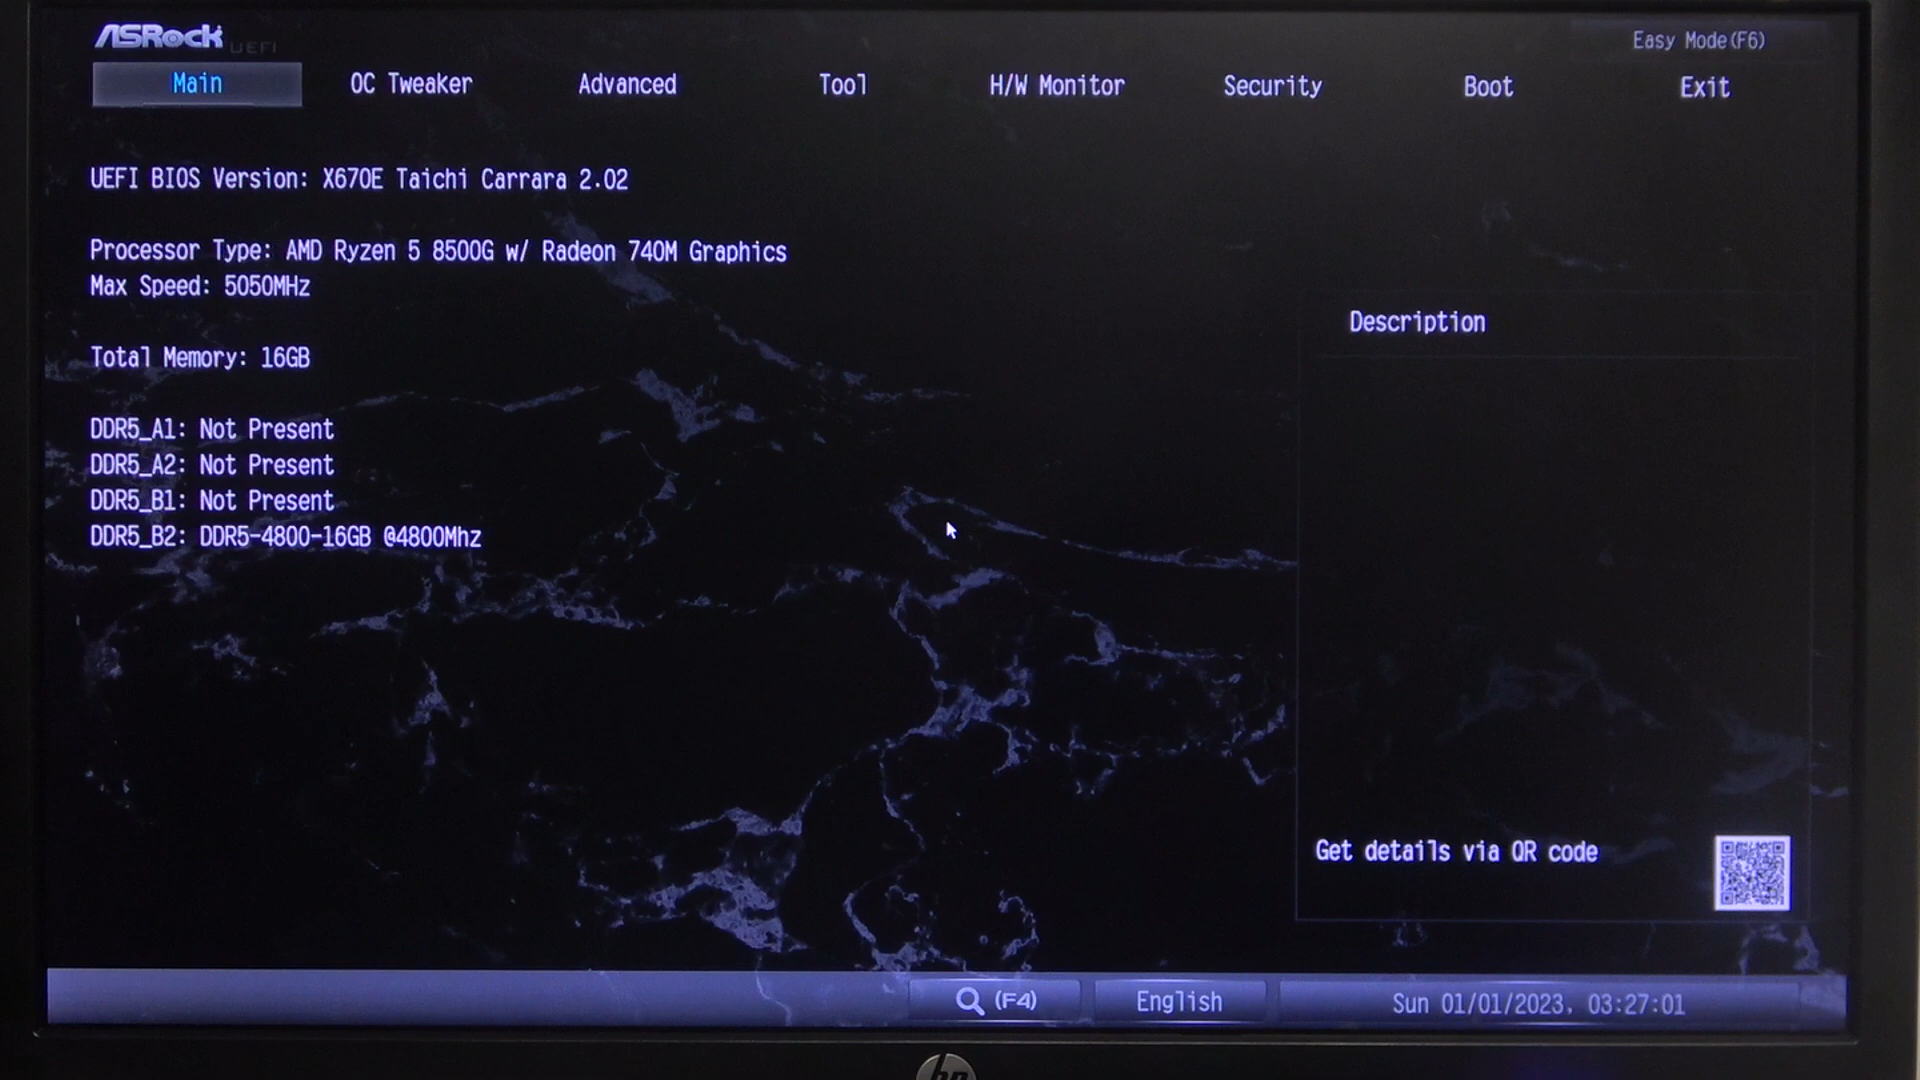 ASRock UEFI
Easy Mode(F6)
Main OC Tweaker Advanced Tool H/W Monitor Security Boot Exit
UEFI BIOS Version: X670E Taichi Carrara 2.02
Processor Type: AMD Ryzen 5 8500G w/ Radeon 740M Graphics
Max Speed: 5050MHz
Total Memory: 16GB
DDR5_A1: Not Present
DDR5_A2: Not Present
DDR5_B1: Not Present
DDR5_B2: DDR5-4800-16GB @4800Mhz
Description
Get details via QR code
(F4) English Sun 01/01/2023, 03:27:01
hp